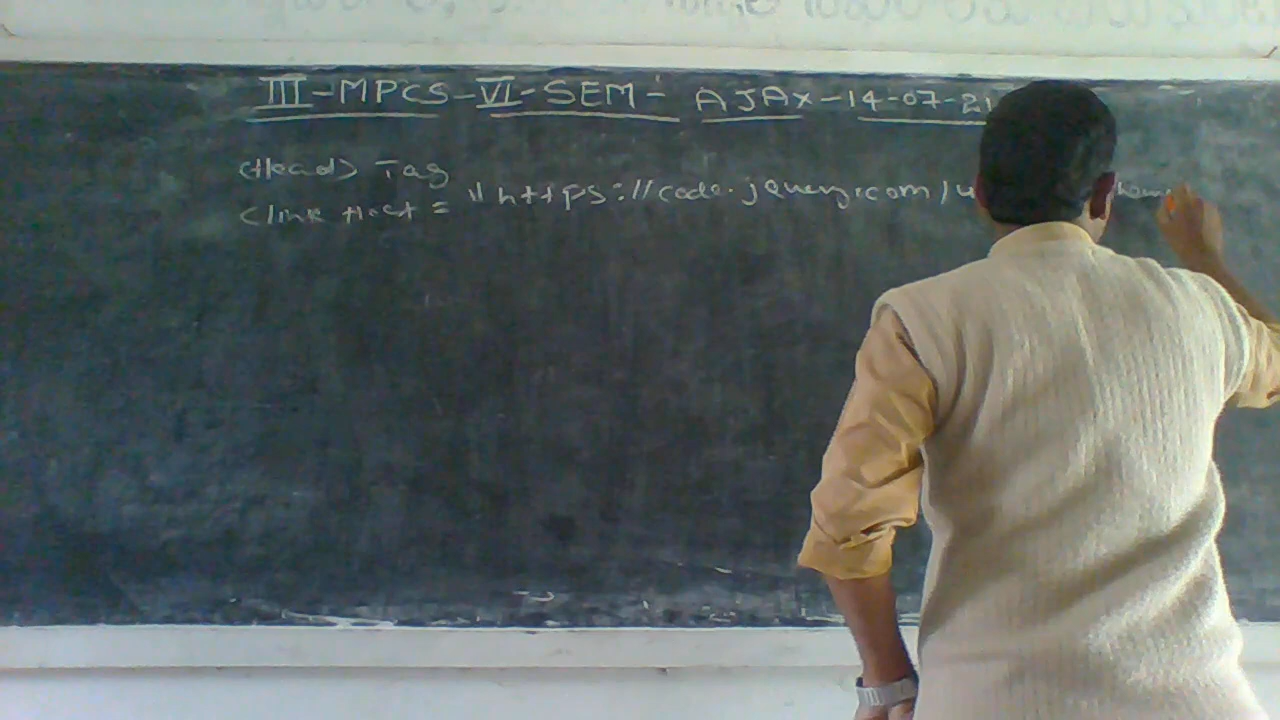 III-MPCS-VI-SEM- AJAX-14-07-21
<Head> Tag
<link Href = "https://code.jquery.com/u